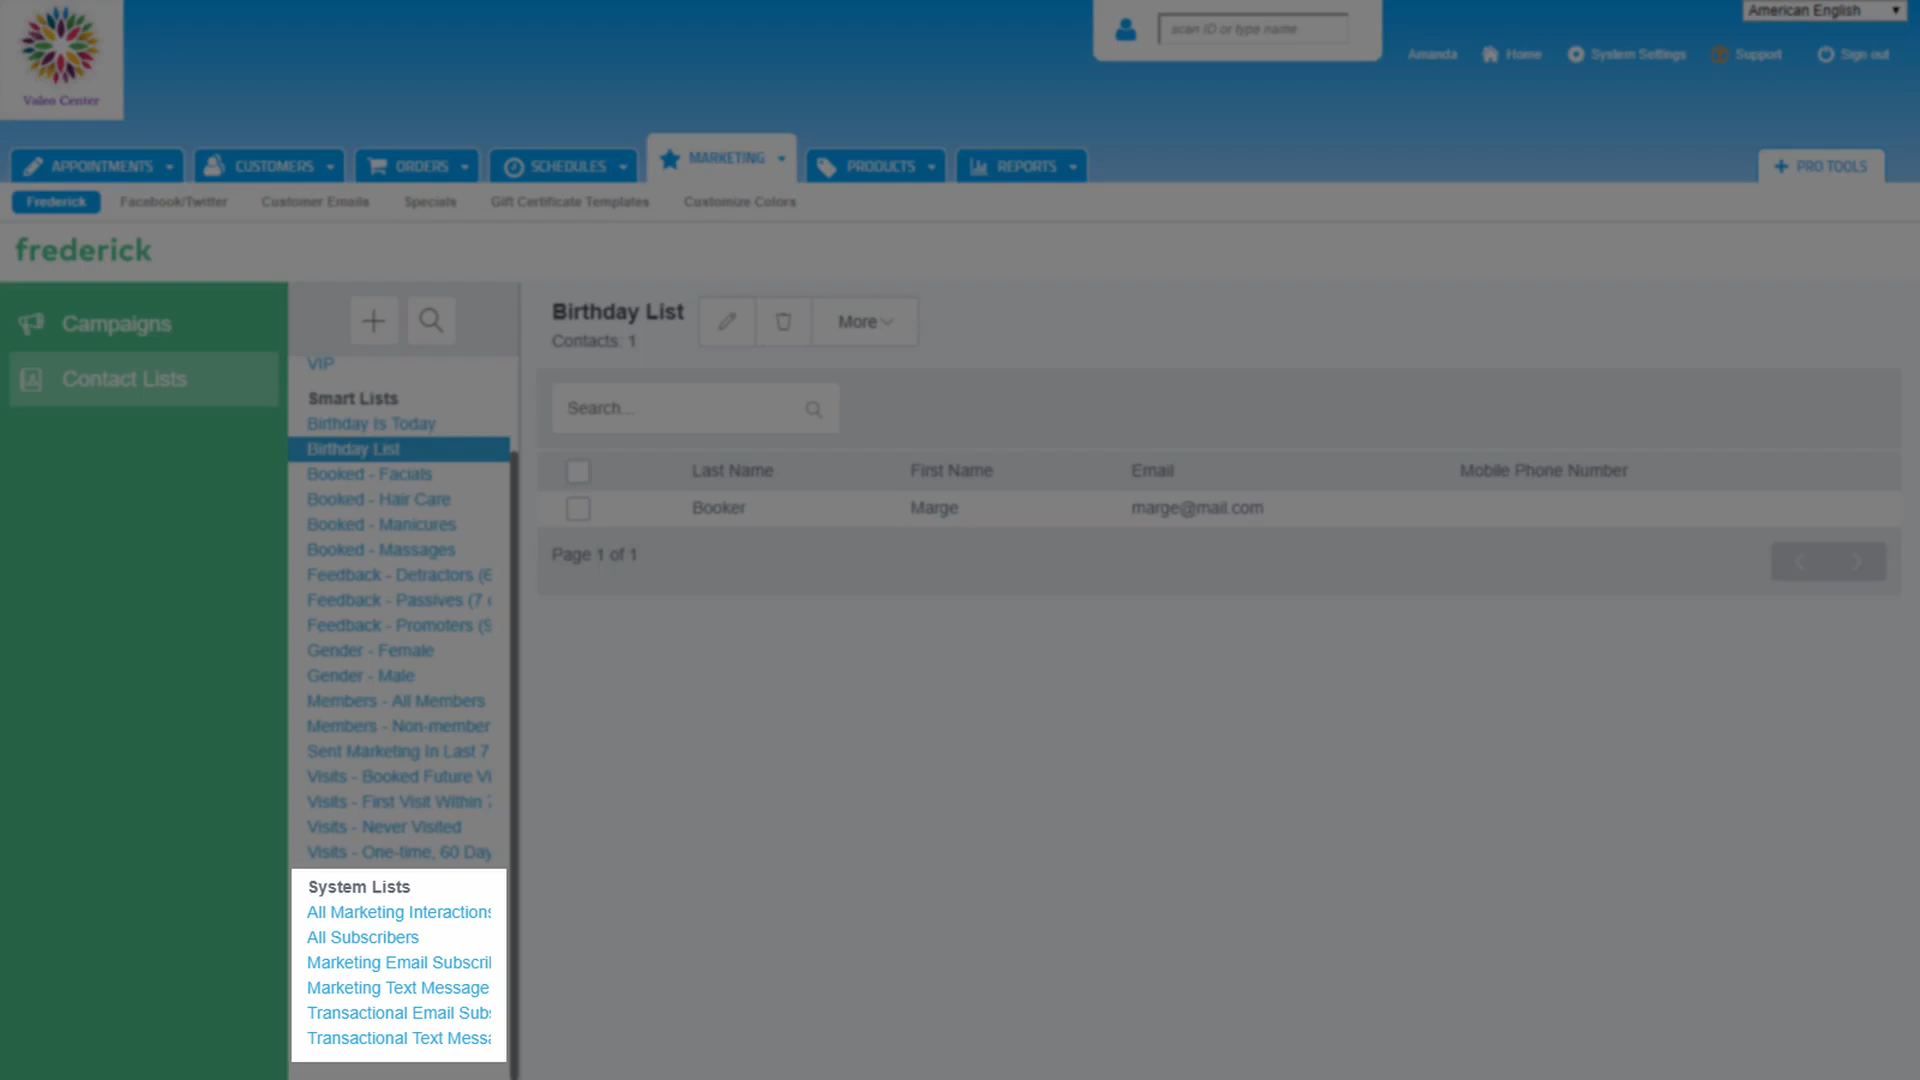 American English
scan ID or type name
Amanda Home System Settings Support Sign out
Valeo Center
APPOINTMENTS CUSTOMERS ORDERS SCHEDULES MARKETING PRODUCTS REPORTS PRO TOOLS
Frederick Facebook/Twitter Customer Emails Specials Gift Certificate Templates Customize Colors
frederick
Campaigns
Contact Lists
VIP
Smart Lists
Birthday Is Today
Birthday List
Booked - Facials
Booked - Hair Care
Booked - Manicures
Booked - Massages
Feedback - Detractors (6
Feedback - Passives (7
Feedback - Promoters (9
Gender - Female
Gender - Male
Members - All Members
Members - Non-member
Sent Marketing In Last 7
Visits - Booked Future Vi
Visits - First Visit Within
Visits - Never Visited
Visits - One-time, 60 Day
System Lists
All Marketing Interactions
All Subscribers
Marketing Email Subscri
Marketing Text Message
Transactional Email Subs
Transactional Text Messa
Birthday List
Contacts: 1
More
Search...
Last Name First Name Email Mobile Phone Number
Booker Marge marge@mail.com
Page 1 of 1